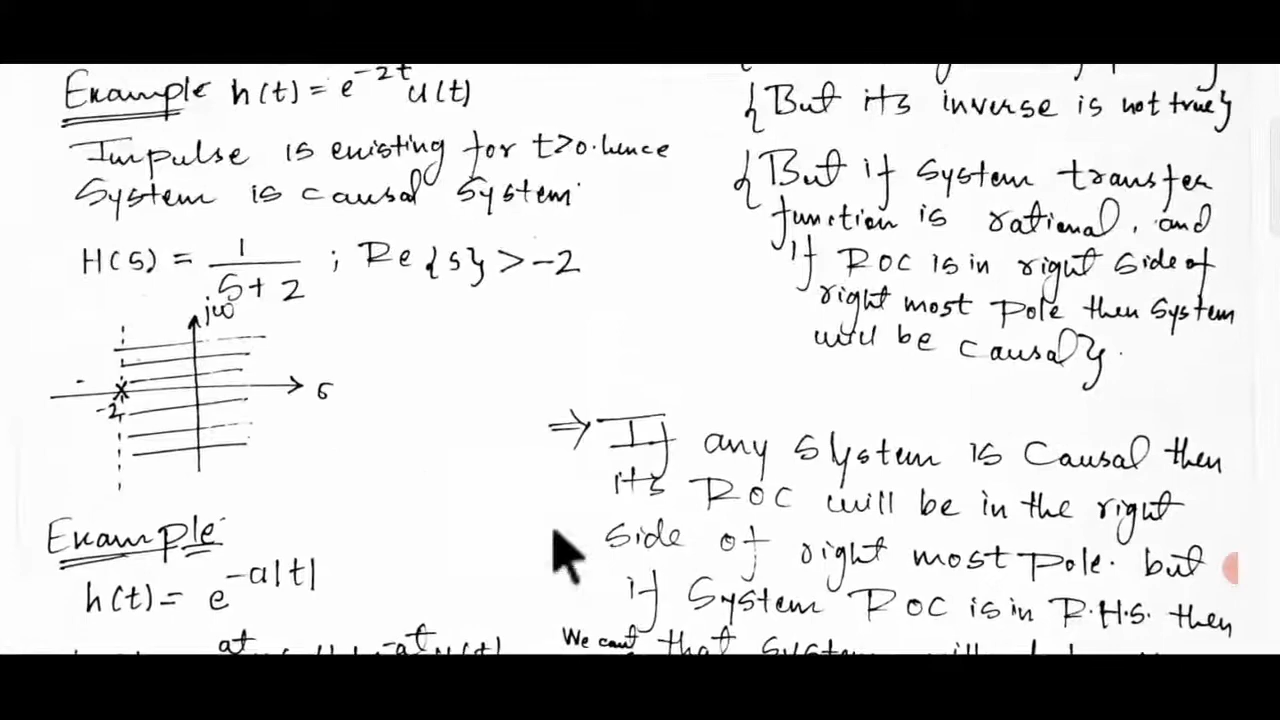 Example h(t) = e^{-2t} u(t)
Impulse is existing for t>0. hence
System is causal System.
H(s) = 1/(s+2) ; Re{s} > -2
jω
-2
σ
Example:
h(t) = e^{-a|t|}
{But its inverse is not true}
{But if System transfer
function is rational, and
if ROC is in right side of
right most pole then System
will be causal}.
⇒ If any system is causal then
its ROC will be in the right
side of right most pole. but
if System ROC is in R.H.S. then
We cant that system